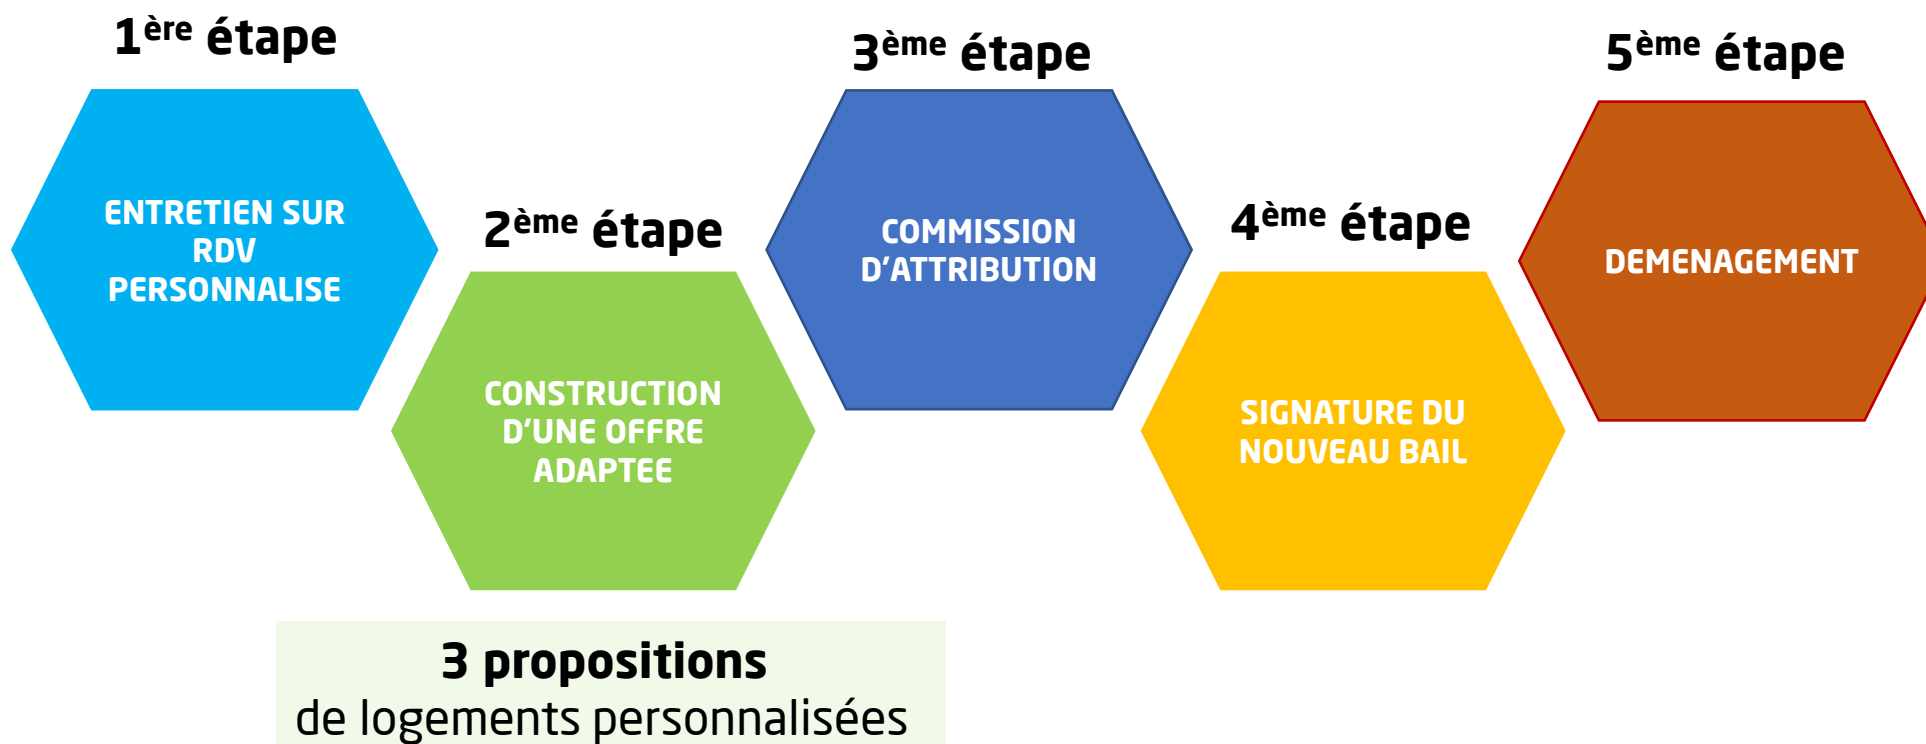 1ère étape
ENTRETIEN SUR
RDV
PERSONNALISE
2ème étape
CONSTRUCTION
D'UNE OFFRE
ADAPTEE
3 propositions
de logements personnalisées
3ème étape
COMMISSION
D'ATTRIBUTION
4ème étape
SIGNATURE DU
NOUVEAU BAIL
5ème étape
DEMENAGEMENT